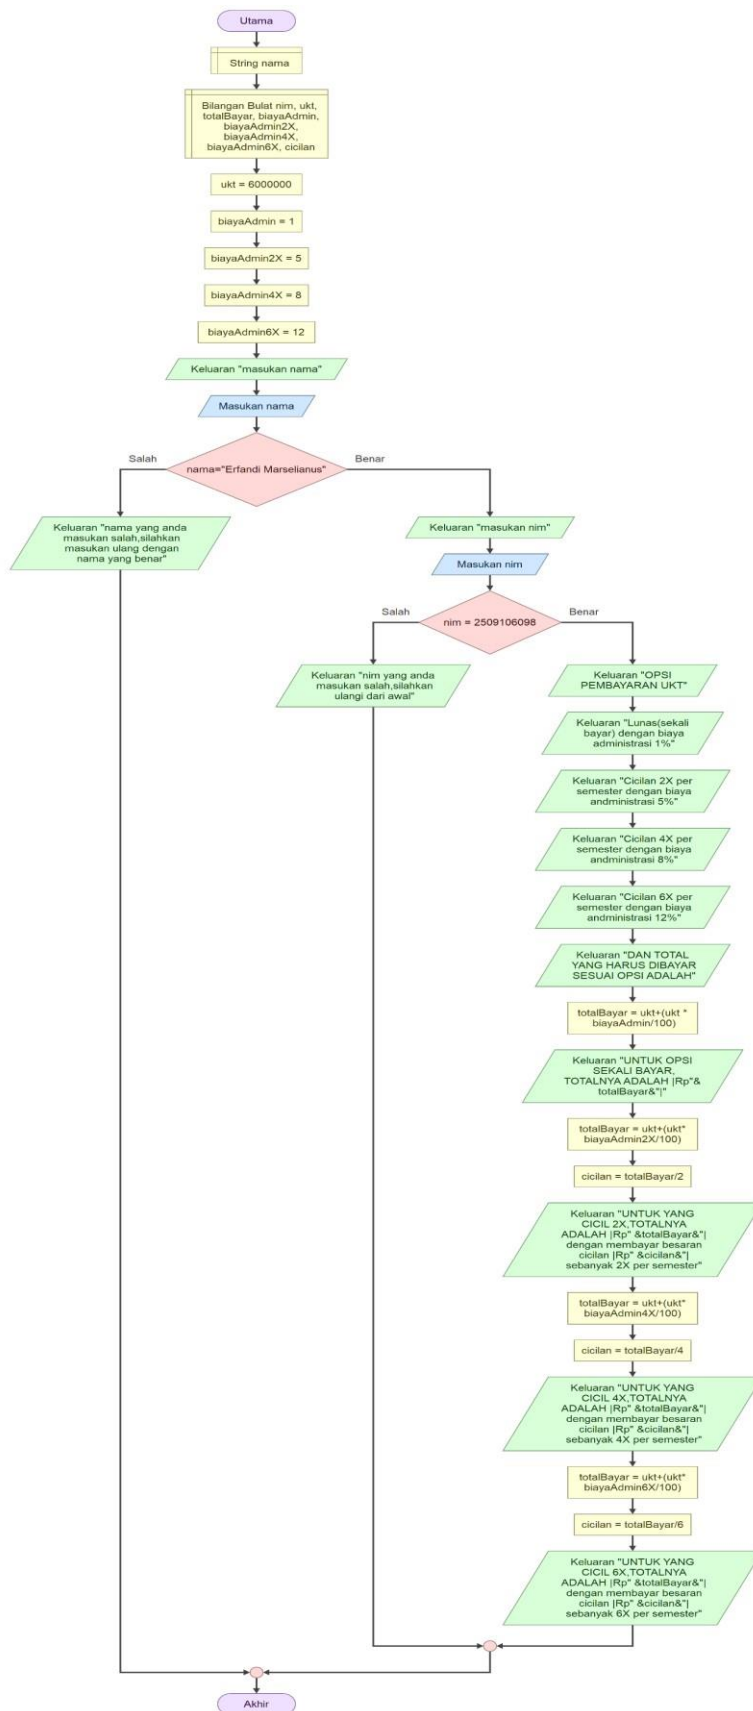 Utama
String nama
Bilangan Bulat nim, ukt,
totalBayar, biayaAdmin,
biayaAdmin2X,
biayaAdmin4X,
biayaAdmin6X, cicilan
ukt = 6000000
biayaAdmin = 1
biayaAdmin2X = 5
biayaAdmin4X = 8
biayaAdmin6X = 12
Keluaran "masukan nama"
Masukan nama
Salah
Benar
nama="Erfandi Marselianus"
Keluaran "nama yang anda
masukan salah,silahkan
masukan ulang dengan
nama yang benar"
Keluaran "masukan nim"
Masukan nim
Salah
Benar
nim = 2509106098
Keluaran "nim yang anda
masukan salah,silahkan
ulangi dari awal"
Keluaran "OPSI
PEMBAYARAN UKT"
Keluaran "Lunas(sekali
bayar) dengan biaya
administrasi 1%"
Keluaran "Cicilan 2X per
semester dengan biaya
andministrasi 5%"
Keluaran "Cicilan 4X per
semester dengan biaya
andministrasi 8%"
Keluaran "Cicilan 6X per
semester dengan biaya
andministrasi 12%"
Keluaran "DAN TOTAL
YANG HARUS DIBAYAR
SESUAI OPSI ADALAH"
totalBayar = ukt+(ukt *
biayaAdmin/100)
Keluaran "UNTUK OPSI
SEKALI BAYAR,
TOTALNYA ADALAH |Rp"&
totalBayar&"|"
totalBayar = ukt+(ukt*
biayaAdmin2X/100)
cicilan = totalBayar/2
Keluaran "UNTUK YANG
CICIL 2X,TOTALNYA
ADALAH |Rp" &totalBayar&"|
dengan membayar besaran
cicilan |Rp" &cicilan&"|
sebanyak 2X per semester"
totalBayar = ukt+(ukt*
biayaAdmin4X/100)
cicilan = totalBayar/4
Keluaran "UNTUK YANG
CICIL 4X,TOTALNYA
ADALAH |Rp" &totalBayar&"|
dengan membayar besaran
cicilan |Rp" &cicilan&"|
sebanyak 4X per semester"
totalBayar = ukt+(ukt*
biayaAdmin6X/100)
cicilan = totalBayar/6
Keluaran "UNTUK YANG
CICIL 6X,TOTALNYA
ADALAH |Rp" &totalBayar&"|
dengan membayar besaran
cicilan |Rp" &cicilan&"|
sebanyak 6X per semester"
Akhir